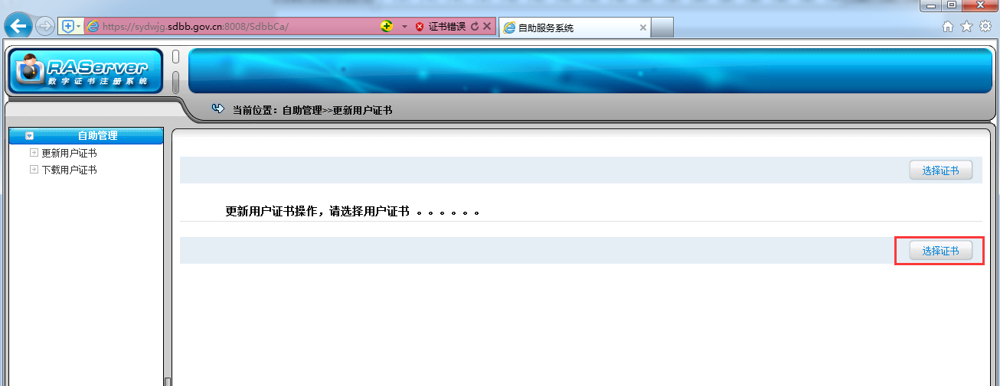 https://sydwjg.sdbb.gov.cn:8008/SdbbCa/
证书错误
自助服务系统
RAServer
数字证书注册系统
当前位置：自助管理>>更新用户证书
自助管理
更新用户证书
下载用户证书
选择证书
更新用户证书操作，请选择用户证书 。。。。。。
选择证书